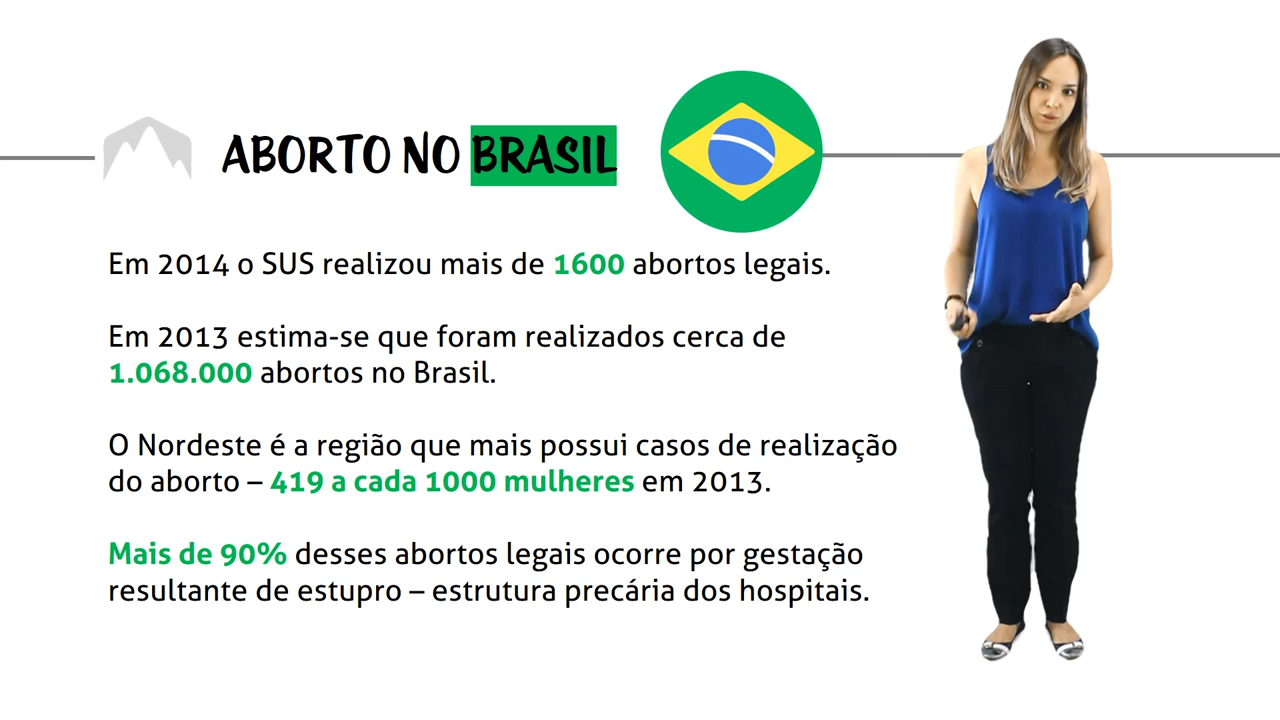 ABORTO NO BRASIL
Em 2014 o SUS realizou mais de 1600 abortos legais.
Em 2013 estima-se que foram realizados cerca de
1.068.000 abortos no Brasil.
O Nordeste é a região que mais possui casos de realização
do aborto – 419 a cada 1000 mulheres em 2013.
Mais de 90% desses abortos legais ocorre por gestação
resultante de estupro – estrutura precária dos hospitais.